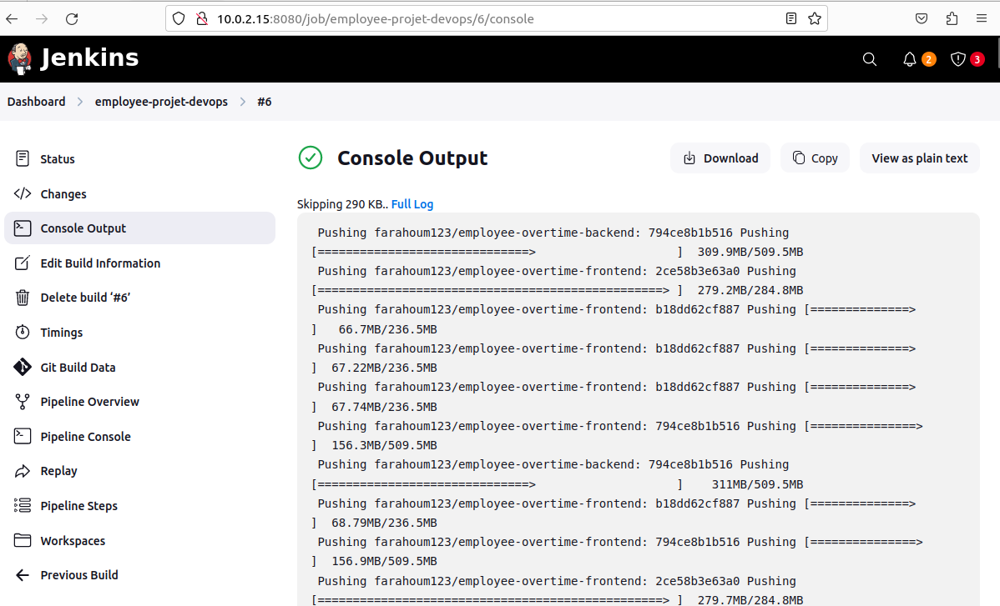 10.0.2.15:8080/job/employee-projet-devops/6/console
Jenkins
2
3
Dashboard
employee-projet-devops
#6
Status
Changes
Console Output
Edit Build Information
Delete build ‘#6’
Timings
Git Build Data
Pipeline Overview
Pipeline Console
Replay
Pipeline Steps
Workspaces
Previous Build
Console Output
Download
Copy
View as plain text
Skipping 290 KB.. Full Log
Pushing farahoum123/employee-overtime-backend: 794ce8b1b516 Pushing
[==============================> ] 309.9MB/509.5MB
Pushing farahoum123/employee-overtime-frontend: 2ce58b3e63a0 Pushing
[=================================================> ] 279.2MB/284.8MB
Pushing farahoum123/employee-overtime-frontend: b18dd62cf887 Pushing [==============>
] 66.7MB/236.5MB
Pushing farahoum123/employee-overtime-frontend: b18dd62cf887 Pushing [==============>
] 67.22MB/236.5MB
Pushing farahoum123/employee-overtime-frontend: b18dd62cf887 Pushing [==============>
] 67.74MB/236.5MB
Pushing farahoum123/employee-overtime-frontend: 794ce8b1b516 Pushing [===============>
] 156.3MB/509.5MB
Pushing farahoum123/employee-overtime-backend: 794ce8b1b516 Pushing
[==============================> ] 311MB/509.5MB
Pushing farahoum123/employee-overtime-frontend: b18dd62cf887 Pushing [==============>
] 68.79MB/236.5MB
Pushing farahoum123/employee-overtime-frontend: 794ce8b1b516 Pushing [===============>
] 156.9MB/509.5MB
Pushing farahoum123/employee-overtime-frontend: 2ce58b3e63a0 Pushing
[=================================================> ] 279.7MB/284.8MB